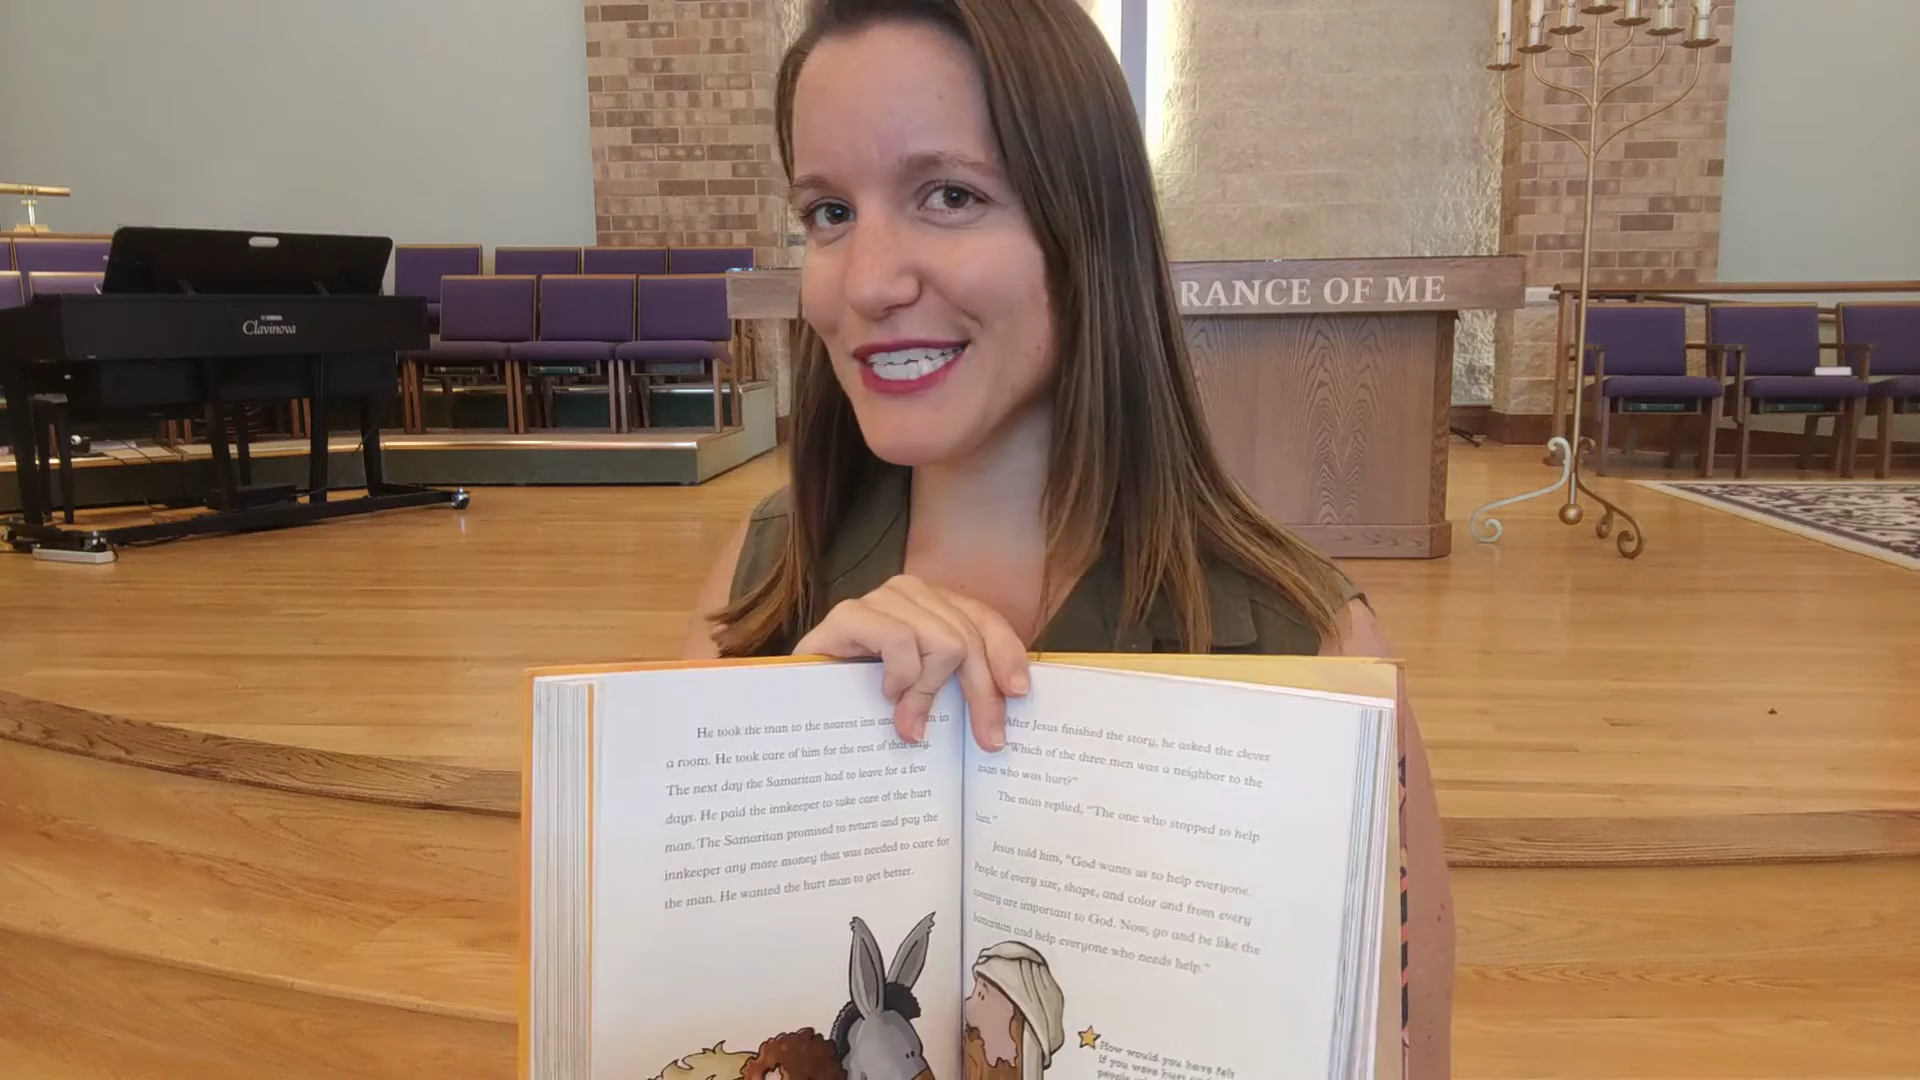 YAMAHA
Clavinova
RANCE OF ME
He took the man to the nearest inn in
a room. He took care of him for the rest of that day.
The next day the Samaritan had to leave for a few
days. He paid the innkeeper to take care of the hurt
man. The Samaritan promised to return and pay the
innkeeper any more money that was needed to care for
the man. He wanted the hurt man to get better.
After Jesus finished the story, he asked the clever
"Which of the three men was a neighbor to the
man who was hurt?"
The man replied, "The one who stopped to help
him."
Jesus told him, "God wants us to help everyone.
People of every size, shape, and color and from every
country are important to God. Now, go and be like the
Samaritan and help everyone who needs help."
How would you have felt
if you were hurt
people